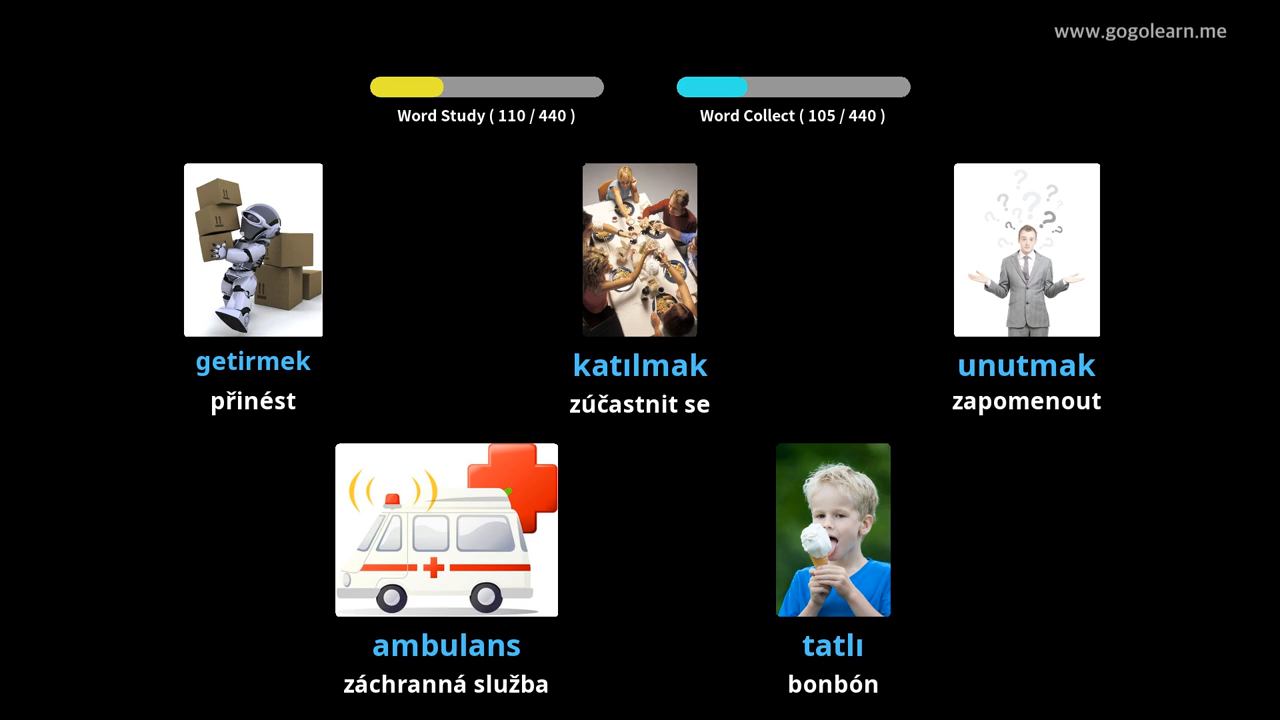 www.gogolearn.me
Word Study ( 110 / 440 )
Word Collect ( 105 / 440 )
getirmek
katılmak
unutmak
přinést
zúčastnit se
zapomenout
ambulans
tatlı
záchranná služba
bonbón